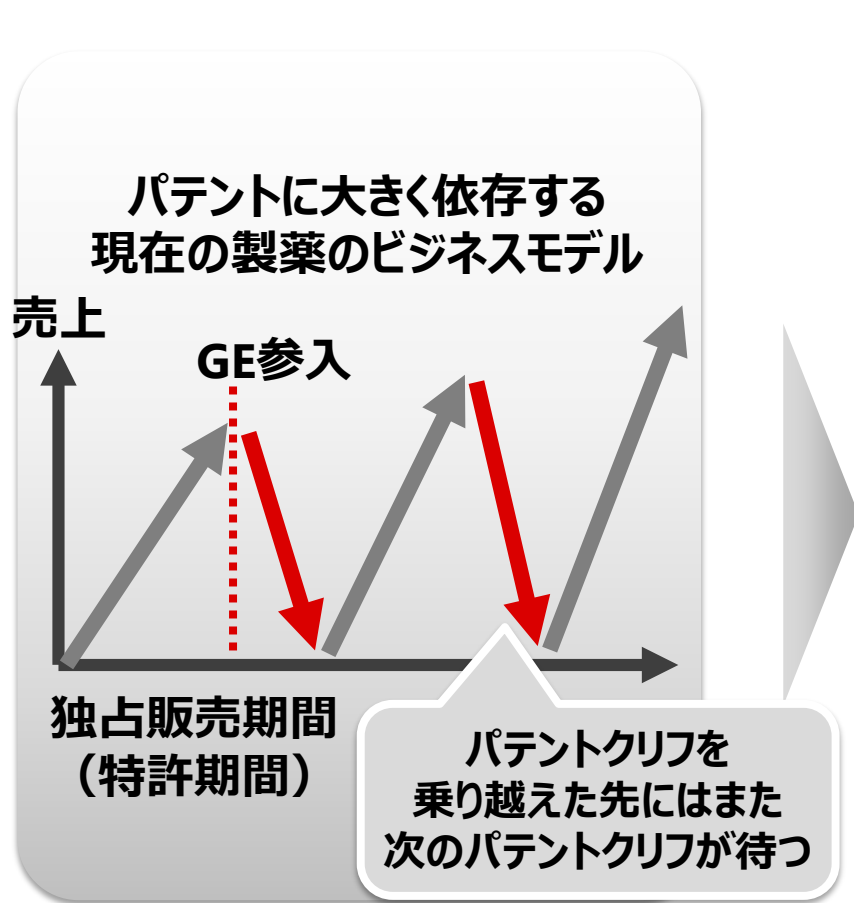 パテントに大きく依存する
現在の製薬のビジネスモデル
売上
GE参入
独占販売期間
（特許期間）
パテントクリフを
乗り越えた先にはまた
次のパテントクリフが待つ